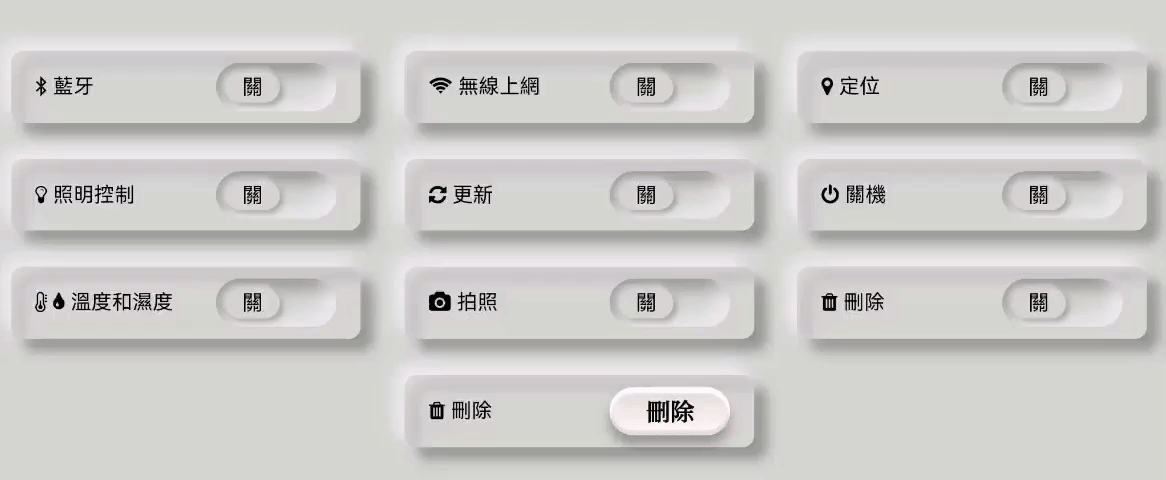 藍牙 關
無線上網 關
定位 關
照明控制 關
更新 關
關機 關
溫度和濕度 關
拍照 關
刪除 關
刪除 刪除